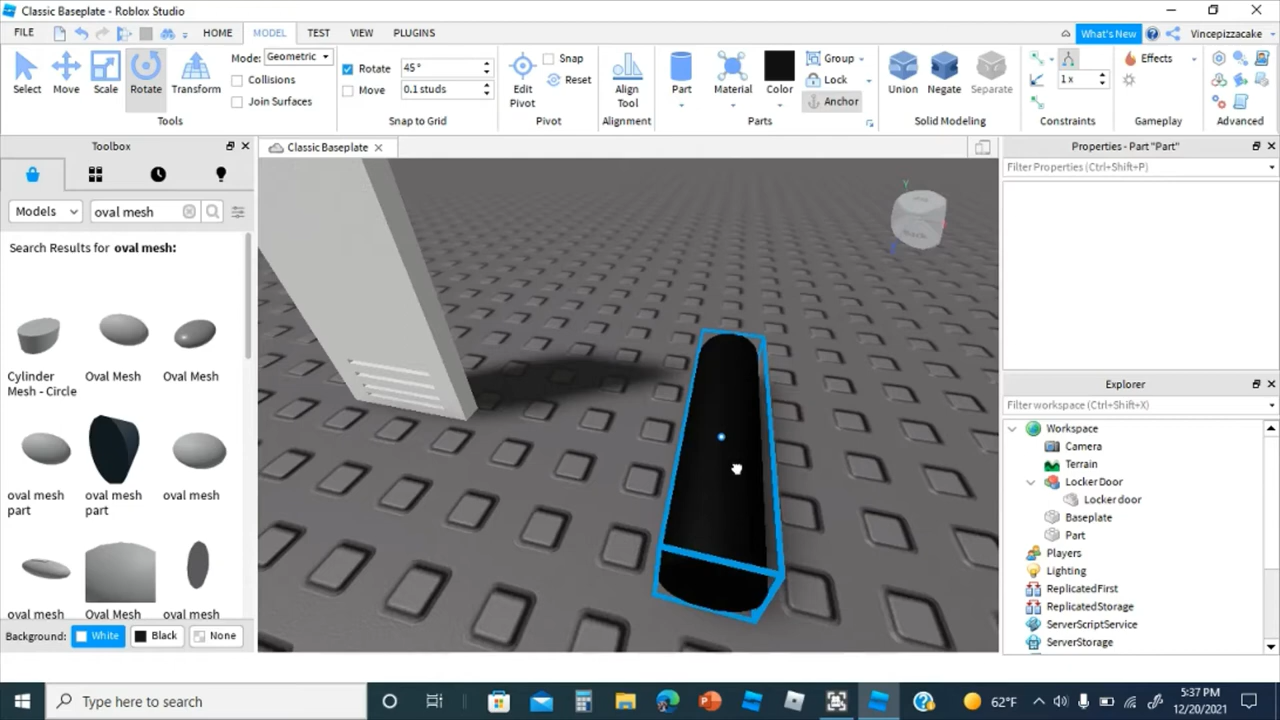 Classic Baseplate - Roblox Studio
FILE HOME MODEL TEST VIEW PLUGINS What's New Vincepizzacake
Select Move Scale Rotate Transform
Mode: Geometric
Collisions
Join Surfaces
Tools
Rotate 45°
Move 0.1 studs
Snap to Grid
Edit Pivot
Snap
Reset
Pivot
Align Tool
Alignment
Part Material Color
Group
Lock
Anchor
Parts
Union Negate Separate
Solid Modeling
1 x
Constraints
Effects
Gameplay
Advanced
Toolbox
Models oval mesh
Search Results for oval mesh:
Cylinder Mesh - Circle
Oval Mesh
Oval Mesh
oval mesh part
oval mesh part
oval mesh
oval mesh
Oval Mesh
oval mesh
Background: White Black None
Classic Baseplate
Back
Y
Properties - Part "Part"
Filter Properties (Ctrl+Shift+P)
Explorer
Filter workspace (Ctrl+Shift+X)
Workspace
Camera
Terrain
Locker Door
Locker door
Baseplate
Part
Players
Lighting
ReplicatedFirst
ReplicatedStorage
ServerScriptService
ServerStorage
Type here to search
62°F
5:37 PM
12/20/2021